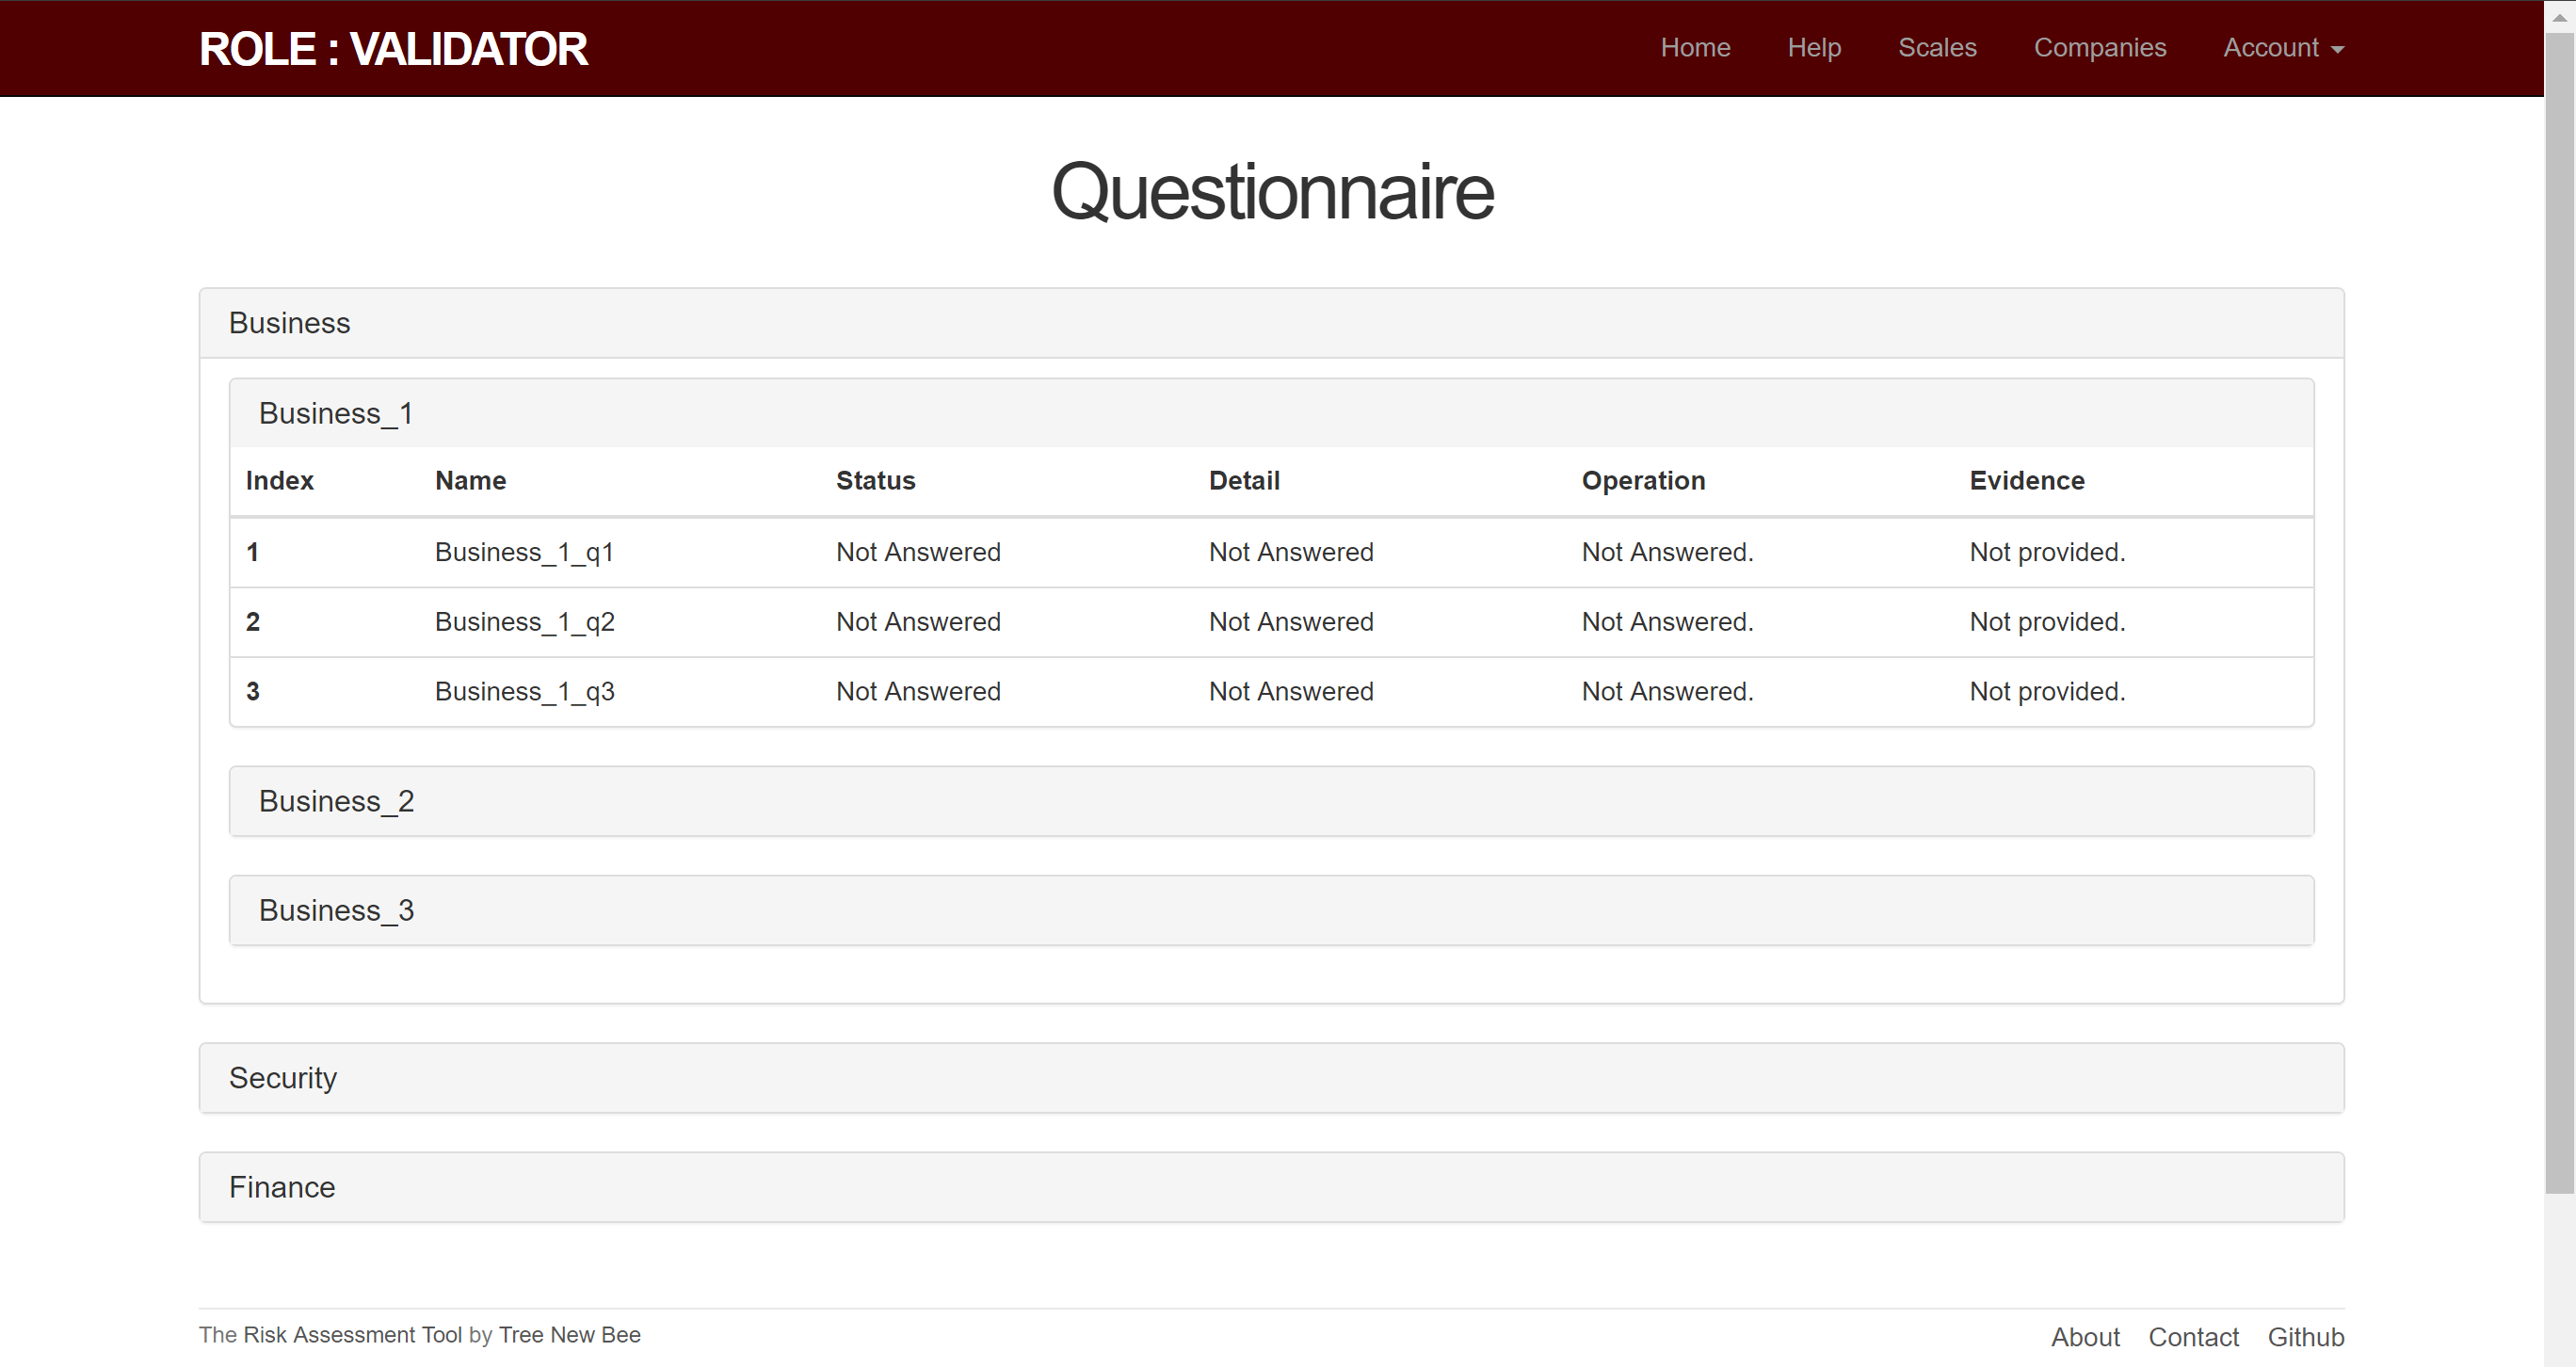 ROLE : VALIDATOR Home Help Scales Companies Account
Questionnaire
Business
Business_1
Index Name Status Detail Operation Evidence
1 Business_1_q1 Not Answered Not Answered Not Answered. Not provided.
2 Business_1_q2 Not Answered Not Answered Not Answered. Not provided.
3 Business_1_q3 Not Answered Not Answered Not Answered. Not provided.
Business_2
Business_3
Security
Finance
The Risk Assessment Tool by Tree New Bee About Contact Github